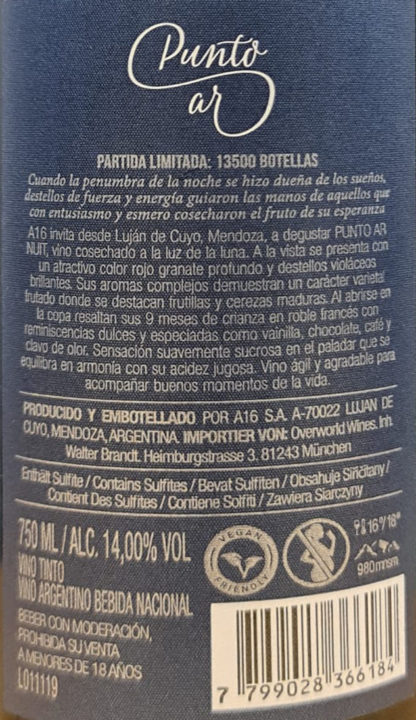 Punto
ar
PARTIDA LIMITADA: 13500 BOTELLAS
Cuando la penumbra de la noche se hizo dueña de los sueños,
destellos de fuerza y energía guiaron las manos de aquellos que
con entusiasmo y esmero cosecharon el fruto de su esperanza
A16 invita desde Luján de Cuyo, Mendoza, a degustar PUNTO AR
NUIT, vino cosechado a la luz de la luna. A la vista se presenta con
un atractivo color rojo granate profundo y destellos violáceos
brillantes. Sus aromas complejos demuestran un carácter varietal
frutado donde se destacan frutillas y cerezas maduras. Al abrirse en
la copa resaltan sus 9 meses de crianza en roble francés con
reminiscencias dulces y especiadas como vainilla, chocolate, café y
clavo de olor. Sensación suavemente sucrosa en el paladar que se
equilibra en armonía con su acidez jugosa. Vino ágil y agradable para
acompañar buenos momentos de la vida.
PRODUCIDO Y EMBOTELLADO POR A16 S.A. A-70022 LUJAN DE
CUYO, MENDOZA, ARGENTINA. IMPORTIER VON: Overworld Wines. Inh.
Walter Brandt. Heimburgstrasse 3. 81243 München
Enthält Sulfite / Contains Sulfites / Bevat Sulfiten / Obsahuje Siřičitany /
Contient Des Sulfites / Contiene Solfiti / Zawiera Siarczyny
750 ML / ALC. 14,00% VOL
VINO TINTO
VINO ARGENTINO BEBIDA NACIONAL
BEBER CON MODERACIÓN,
PROHIBIDA SU VENTA
A MENORES DE 18 AÑOS
L011119
VEGAN
FRIENDLY
16°/18°
980msnm
7 799028 366184